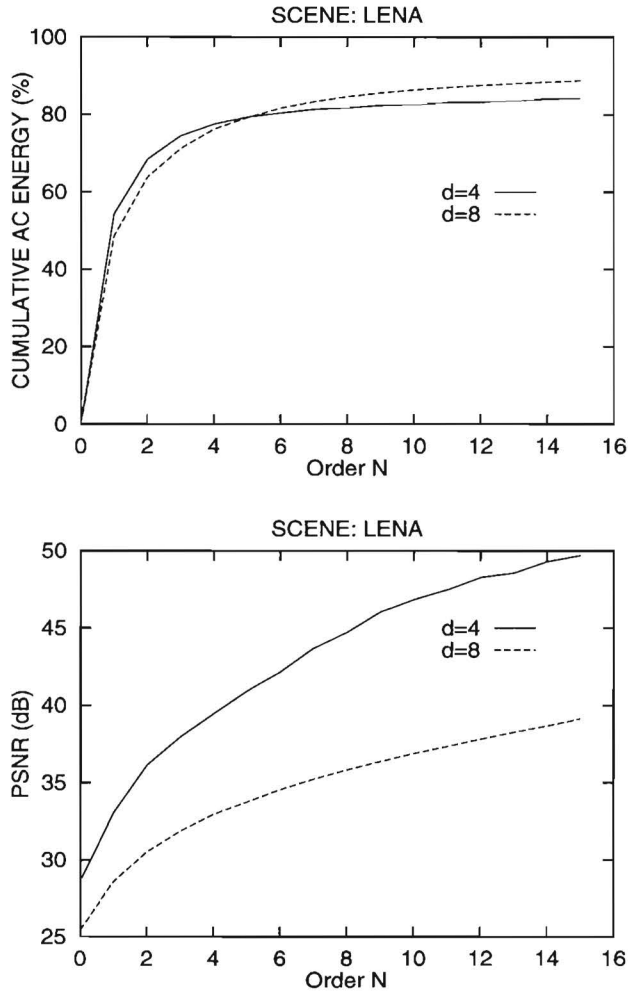 SCENE: LENA
100
80
60
40
20
0
CUMULATIVE AC ENERGY (%)
d=4
d=8
0 2 4 6 8 10 12 14 16
Order N
SCENE: LENA
50
45
40
35
30
25
PSNR (dB)
d=4
d=8
0 2 4 6 8 10 12 14 16
Order N